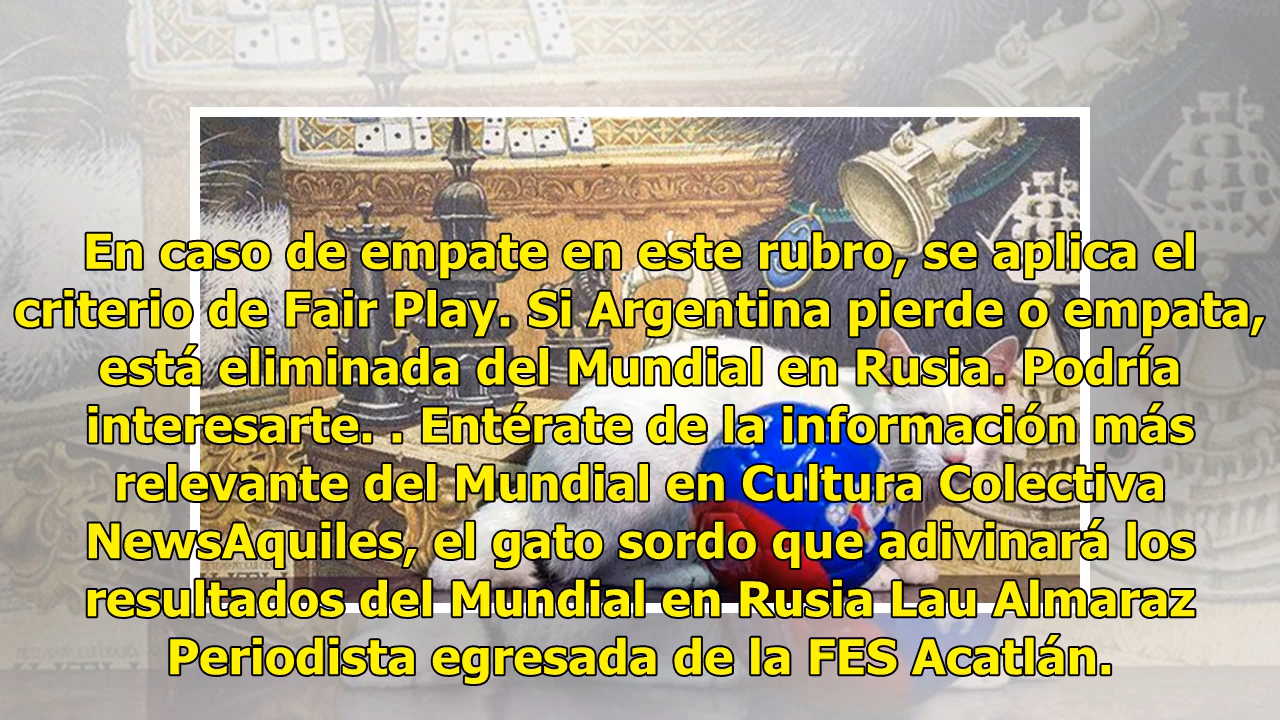 En caso de empate en este rubro, se aplica el
criterio de Fair Play. Si Argentina pierde o empata,
está eliminada del Mundial en Rusia. Podría
interesarte. . Entérate de la información más
relevante del Mundial en Cultura Colectiva
NewsAquiles, el gato sordo que adivinará los
resultados del Mundial en Rusia Lau Almaraz
Periodista egresada de la FES Acatlán.